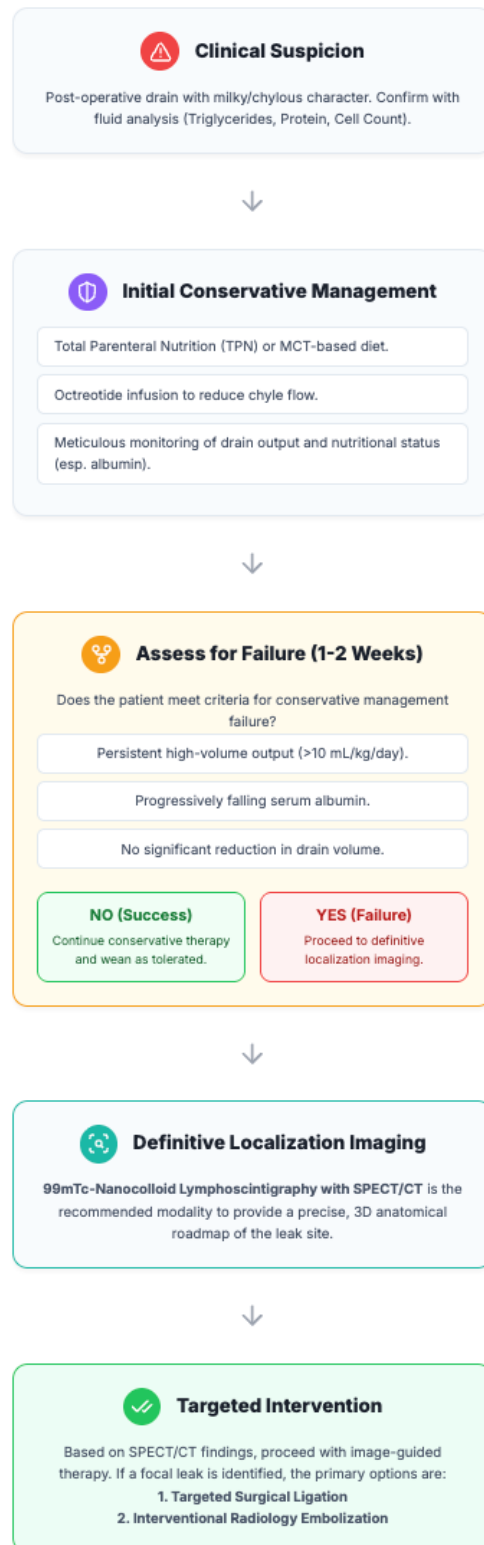 Clinical Suspicion
Post-operative drain with milky/chylous character. Confirm with
fluid analysis (Triglycerides, Protein, Cell Count).
Initial Conservative Management
Total Parenteral Nutrition (TPN) or MCT-based diet.
Octreotide infusion to reduce chyle flow.
Meticulous monitoring of drain output and nutritional status
(esp. albumin).
Assess for Failure (1-2 Weeks)
Does the patient meet criteria for conservative management
failure?
Persistent high-volume output (>10 mL/kg/day).
Progressively falling serum albumin.
No significant reduction in drain volume.
NO (Success)
Continue conservative therapy
and wean as tolerated.
YES (Failure)
Proceed to definitive
localization imaging.
Definitive Localization Imaging
99mTc-Nanocolloid Lymphoscintigraphy with SPECT/CT is the
recommended modality to provide a precise, 3D anatomical
roadmap of the leak site.
Targeted Intervention
Based on SPECT/CT findings, proceed with image-guided
therapy. If a focal leak is identified, the primary options are:
1. Targeted Surgical Ligation
2. Interventional Radiology Embolization